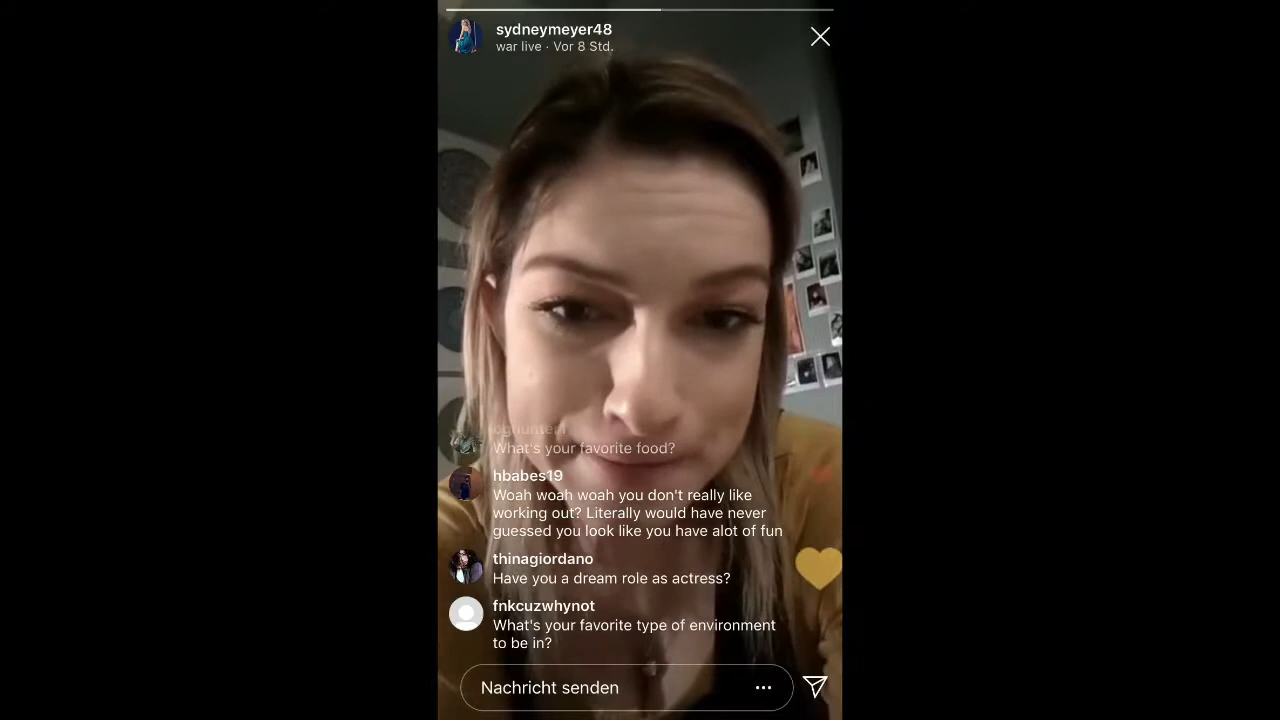 sydneymeyer48
war live · Vor 8 Std.
What's your favorite food?
hbabes19
Woah woah woah you don't really like
working out? Literally would have never
guessed you look like you have alot of fun
thinagiordano
Have you a dream role as actress?
fnkcuzwhynot
What's your favorite type of environment
to be in?
Nachricht senden